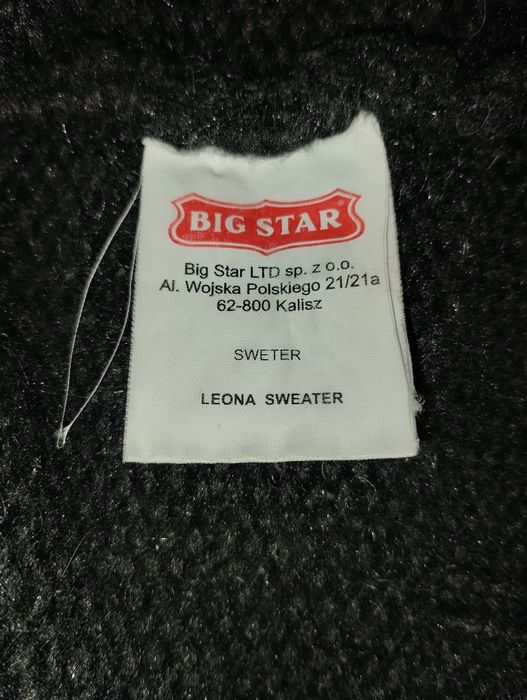 BIG STAR®
Big Star LTD sp. z o.o.
Al. Wojska Polskiego 21/21a
62-800 Kalisz
SWETER
LEONA SWEATER